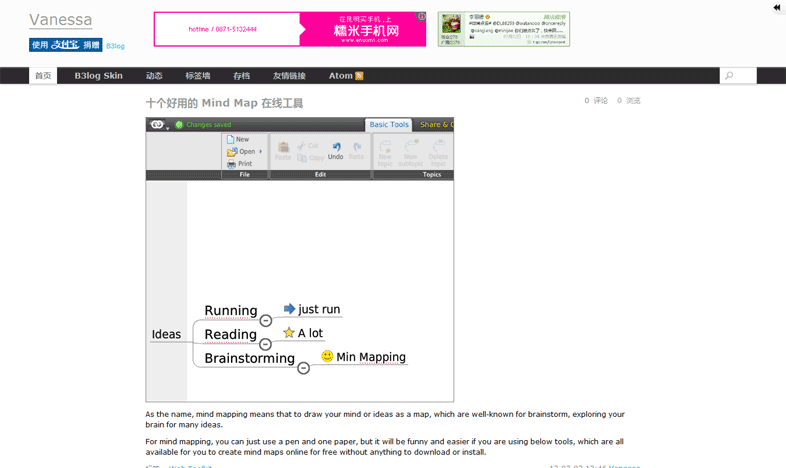 Vanessa
使用 支付宝 捐赠 B3log
hotline / 0871-5132444
在昆明买手机,上
糯米手机网
www.enuomi.com
首页 B3log Skin 动态 标签墙 存档 友情链接 Atom
十个好用的 Mind Map 在线工具
0 评论 0 浏览
Changes saved
Basic Tools
Share &
New
Open
Print
File
Paste
Cut
Copy
Undo
Redo
Edit
New topic
New subtopic
Delete topic
Topics
Ideas
Running
just run
Reading
A lot
Brainstorming
Min Mapping
As the name, mind mapping means that to draw your mind or ideas as a map, which are well-known for brainstorm, exploring your
brain for many ideas.
For mind mapping, you can just use a pen and one paper, but it will be funny and easier if you are using below tools, which are all
available for you to create mind maps online for free without anything to download or install.